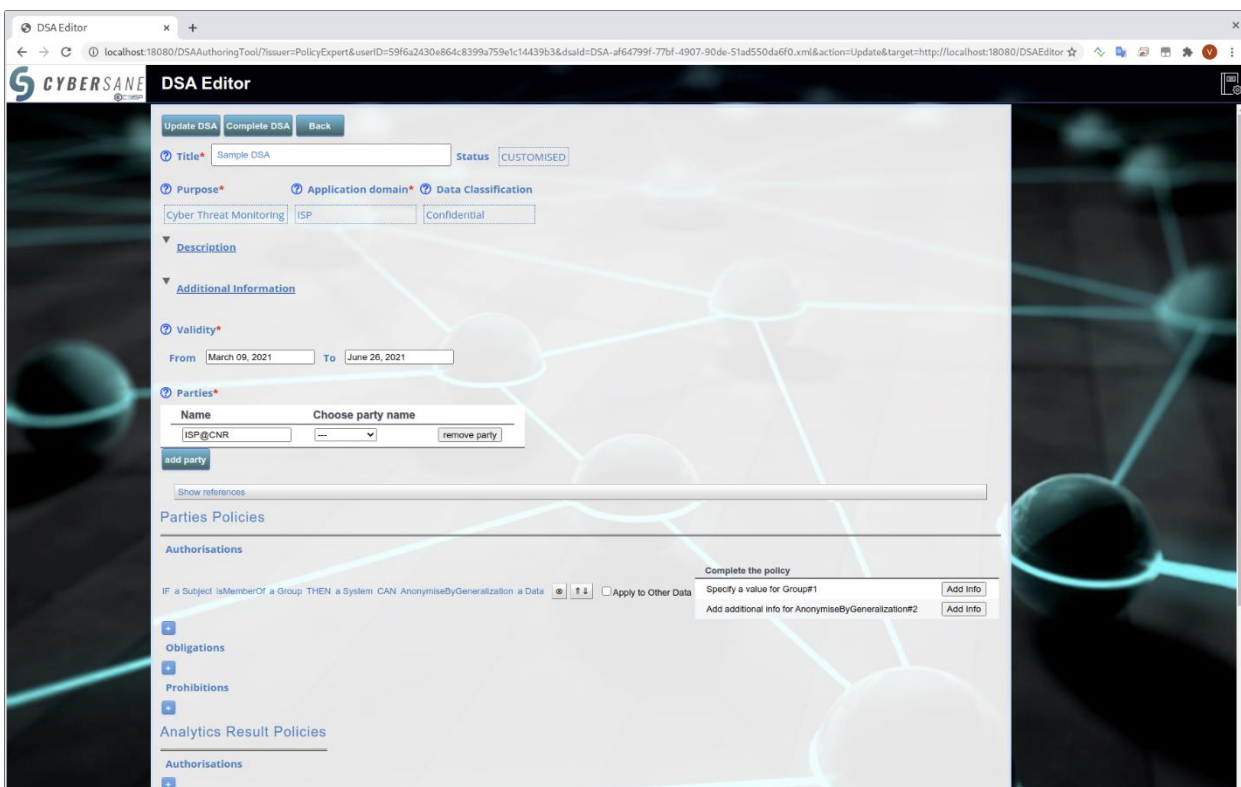 DSA Editor
localhost:18080/DSAAuthoringTool/?issuer=PolicyExpert&userID=59f6a2430e864c8399a759e1c14439b3&dsaId=DSA-af64799f-77bf-4907-90de-51ad550da6f0.xml&action=Update&target=http://localhost:18080/DSAEditor
V
CYBERSANE DSA Editor
Update DSA Complete DSA Back
Title* Sample DSA Status CUSTOMISED
Purpose* Application domain* Data Classification
Cyber Threat Monitoring ISP Confidential
Description
Additional Information
Validity*
From March 09, 2021 To June 26, 2021
Parties*
Name Choose party name
ISP@CNR --- remove party
add party
Show references
Parties Policies
Authorisations
Complete the policy
IF a Subject isMemberOf a Group THEN a System CAN AnonymiseByGeneralization a Data Apply to Other Data Specify a value for Group#1 Add Info
Add additional info for AnonymiseByGeneralization#2 Add Info
+
Obligations
+
Prohibitions
+
Analytics Result Policies
Authorisations
+